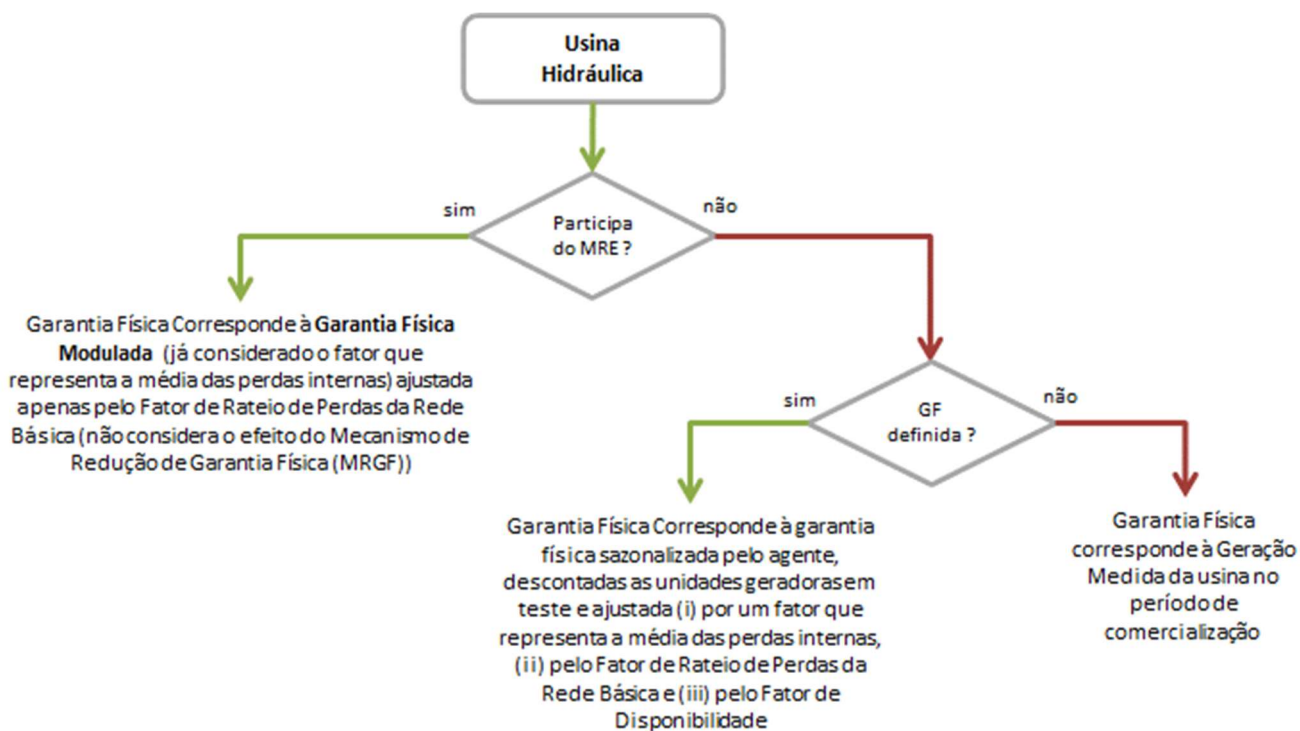 Usina
Hidráulica
sim
Participa
do MRE ?
não
Garantia Física Corresponde à Garantia Física
Modulada (já considerado o fator que
representa a média das perdas internas) ajustada
apenas pelo Fator de Rateio de Perdas da Rede
Básica (não considera o efeito do Mecanismo de
Redução de Garantia Física (MRGF))
sim
GF
definida ?
não
Garantia Física Corresponde à garantia
física sazonalizada pelo agente,
descontadas as unidades geradoras em
teste e ajustada (i) por um fator que
representa a média das perdas internas,
(ii) pelo Fator de Rateio de Perdas da
Rede Básica e (iii) pelo Fator de
Disponibilidade
Garantia Física
corresponde à Geração
Medida da usina no
período de
comercialização